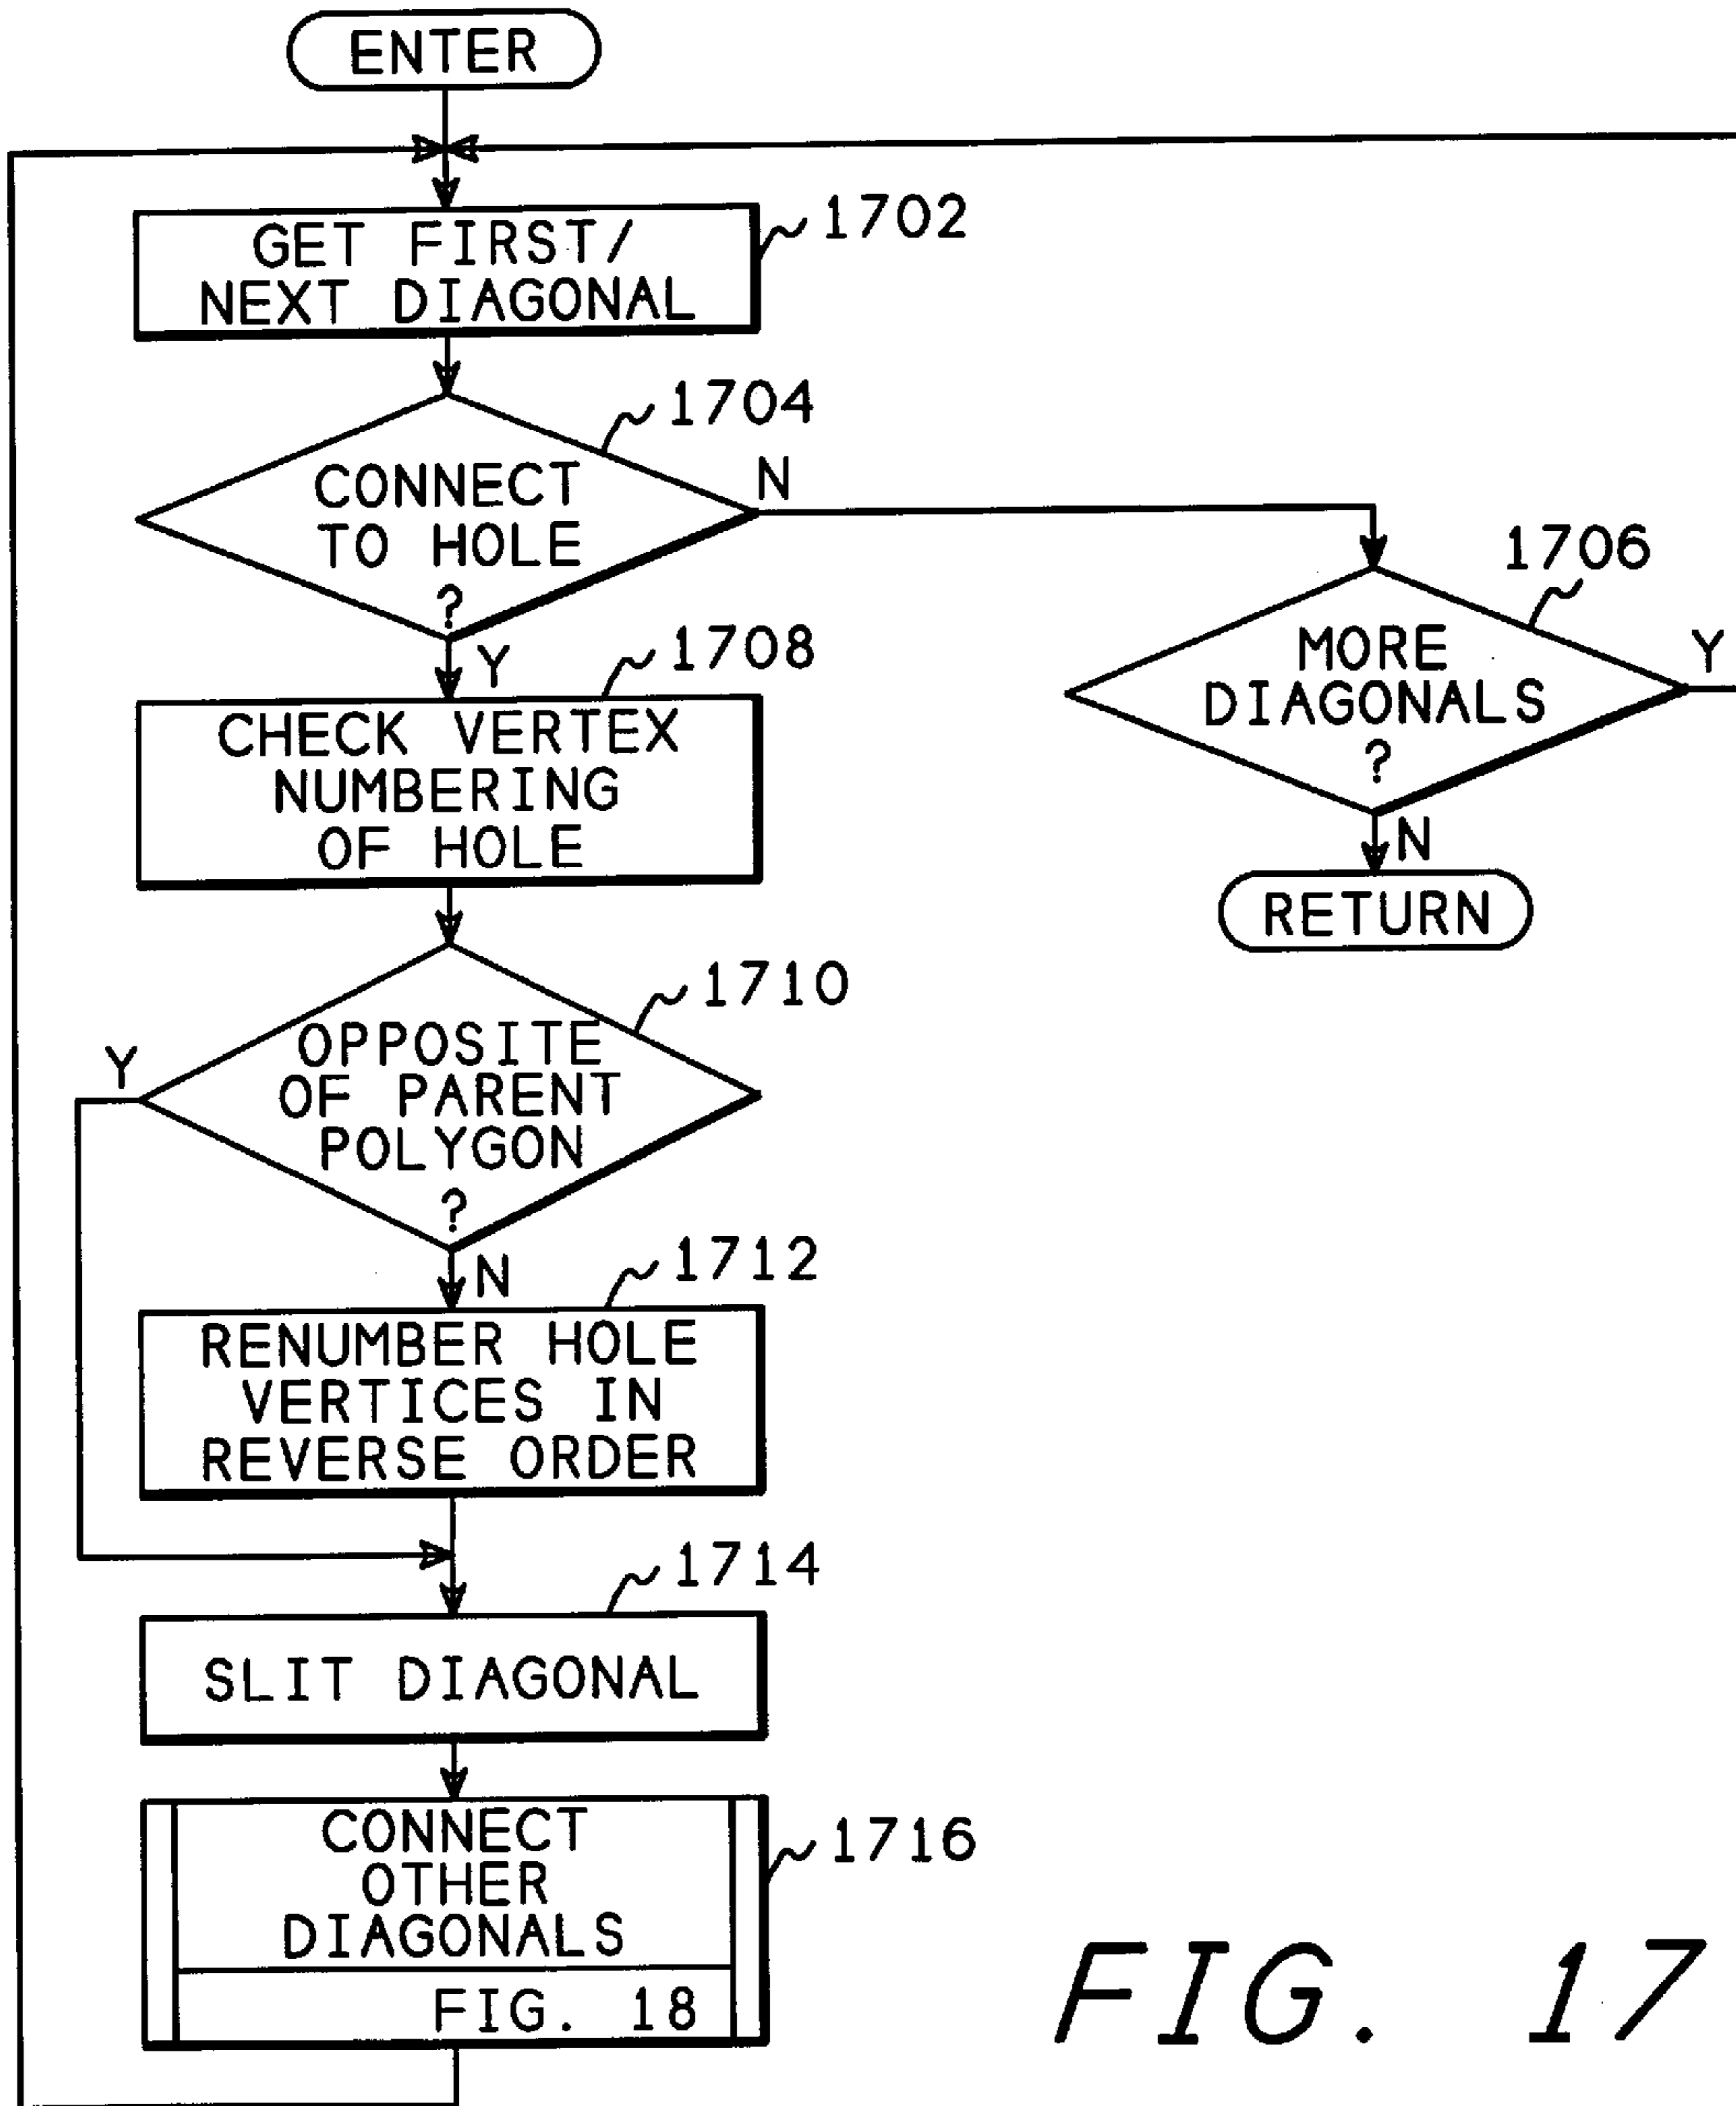 ENTER
1702
GET FIRST/
NEXT DIAGONAL
1704
CONNECT
TO HOLE
?
N
Y
1706
MORE
DIAGONALS
?
Y
N
RETURN
1708
CHECK VERTEX
NUMBERING
OF HOLE
1710
OPPOSITE
OF PARENT
POLYGON
?
Y
N
1712
RENUMBER HOLE
VERTICES IN
REVERSE ORDER
1714
SLIT DIAGONAL
1716
CONNECT
OTHER
DIAGONALS
FIG. 18
FIG. 17